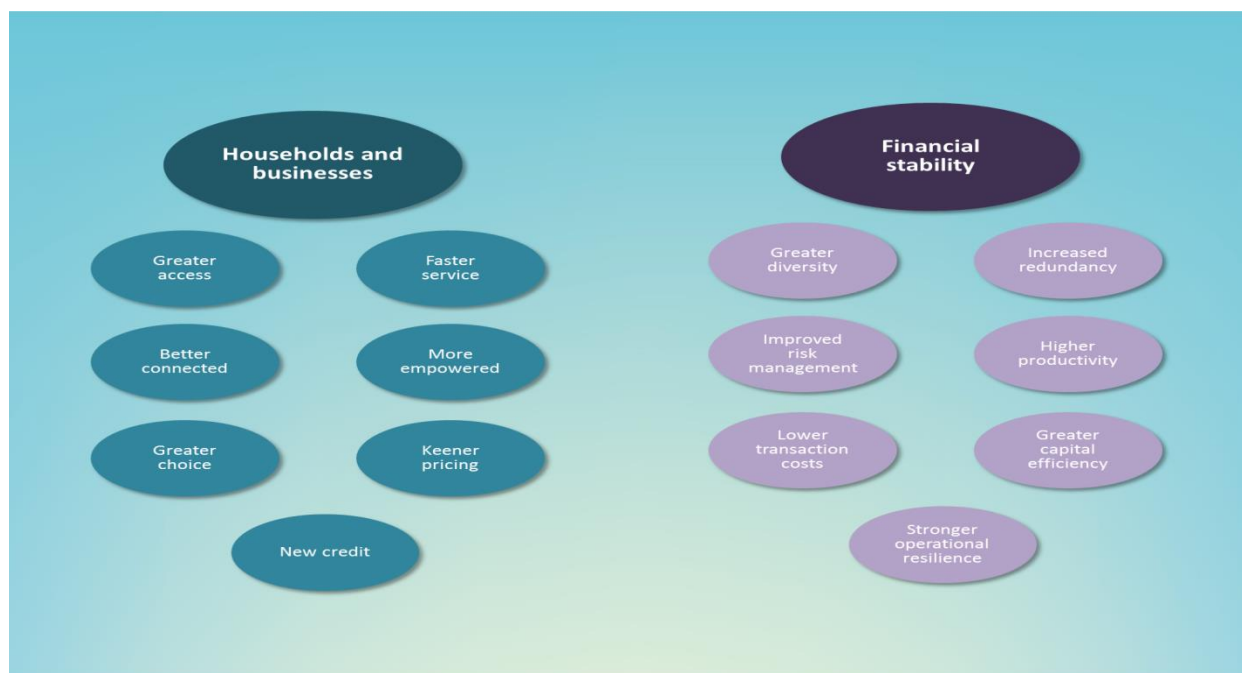 Households and
businesses
Greater
access
Faster
service
Better
connected
More
empowered
Greater
choice
Keener
pricing
New credit
Financial
stability
Greater
diversity
Increased
redundancy
Improved
risk
management
Higher
productivity
Lower
transaction
costs
Greater
capital
efficiency
Stronger
operational
resilience